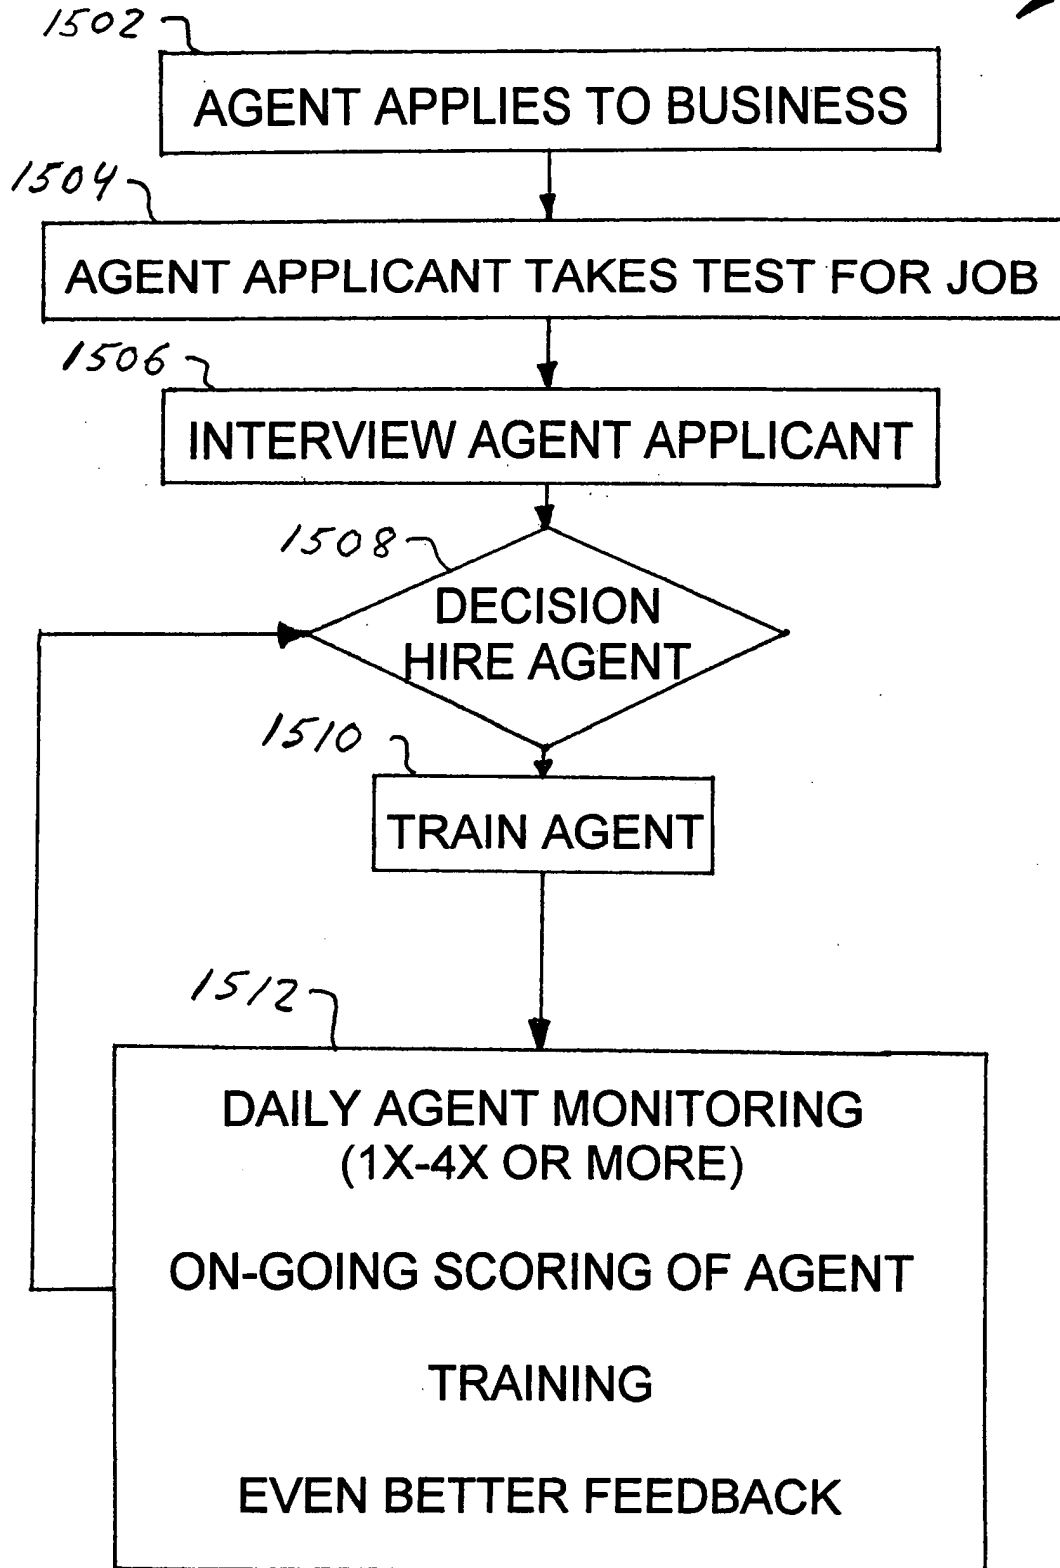 1502
AGENT APPLIES TO BUSINESS
1504
AGENT APPLICANT TAKES TEST FOR JOB
1506
INTERVIEW AGENT APPLICANT
1508
DECISION
HIRE AGENT
1510
TRAIN AGENT
1512
DAILY AGENT MONITORING
(1X-4X OR MORE)
ON-GOING SCORING OF AGENT
TRAINING
EVEN BETTER FEEDBACK